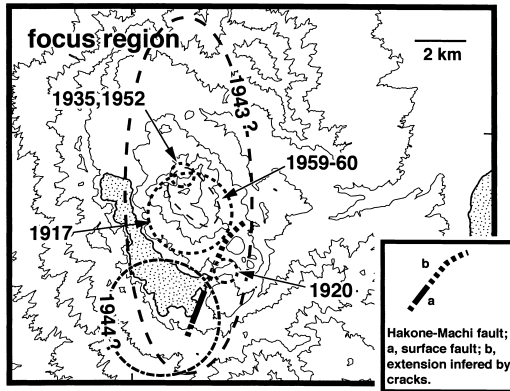 focus region
2 km
1935,1952
1943 ?
1959-60
1917
1920
1944 ?
b
a
Hakone-Machi fault;
a, surface fault; b,
extension infered by
cracks.